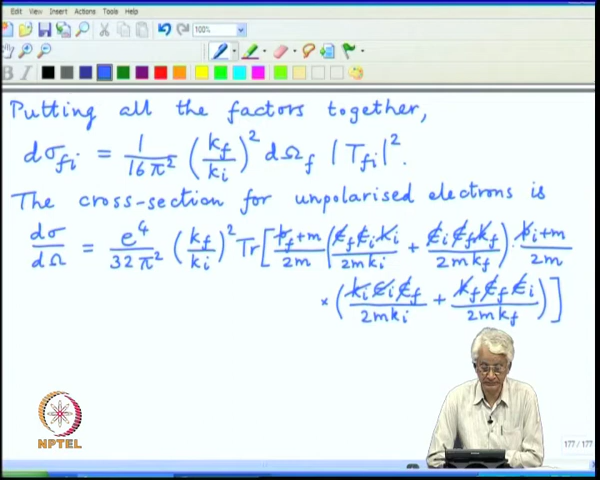 Edit View Insert Actions Tools Help
100%
B I
Putting all the factors together,
dσ_fi = 1/(16π²) (k_f/k_i)² dΩ_f |T_fi|².
The cross-section for unpolarised electrons is
dσ/dΩ = e⁴/(32π²) (k_f/k_i)² Tr[ (p̸_f+m)/2m ( ε̸_f ε̸_i k̸_i/(2mk_i) + ε̸_i ε̸_f k̸_f/(2mk_f) ) · (p̸_i+m)/2m
× ( k̸_i ε̸_i ε̸_f/(2mk_i) + k̸_f ε̸_f ε̸_i/(2mk_f) ) ]
NPTEL
177 / 177